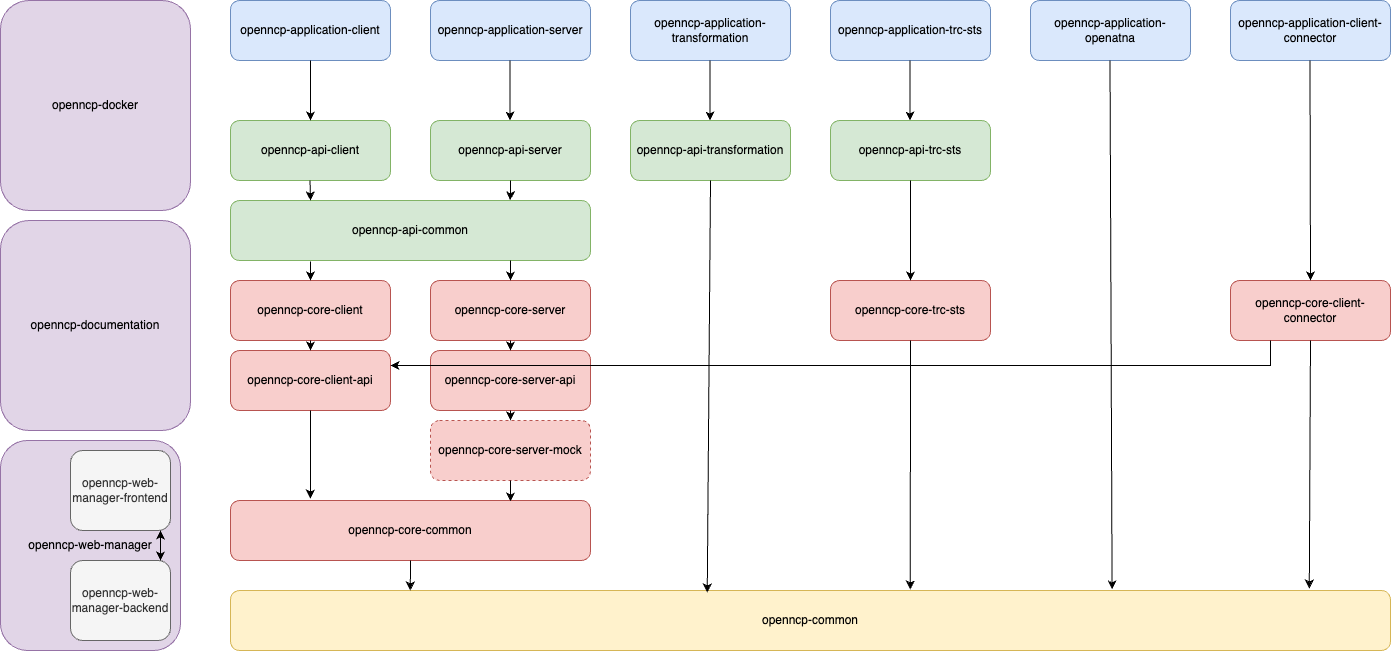 openncp-docker
openncp-documentation
openncp-web-
manager-frontend
openncp-web-manager
openncp-web-
manager-backend
openncp-application-client
openncp-application-server
openncp-application-
transformation
openncp-application-trc-sts
openncp-application-
openatna
openncp-application-client-
connector
openncp-api-client
openncp-api-server
openncp-api-transformation
openncp-api-trc-sts
openncp-api-common
openncp-core-client
openncp-core-server
openncp-core-trc-sts
openncp-core-client-
connector
openncp-core-client-api
openncp-core-server-api
openncp-core-server-mock
openncp-core-common
openncp-common